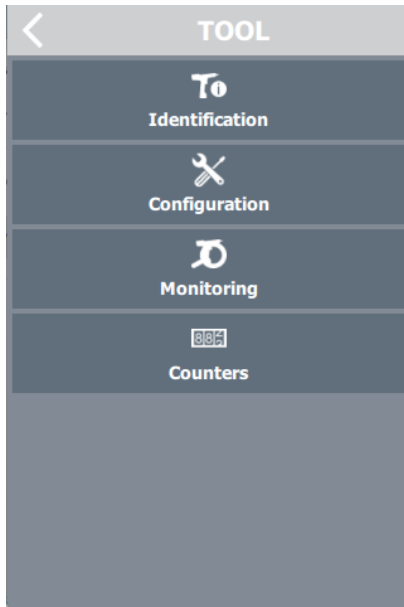 TOOL
Identification
Configuration
Monitoring
Counters